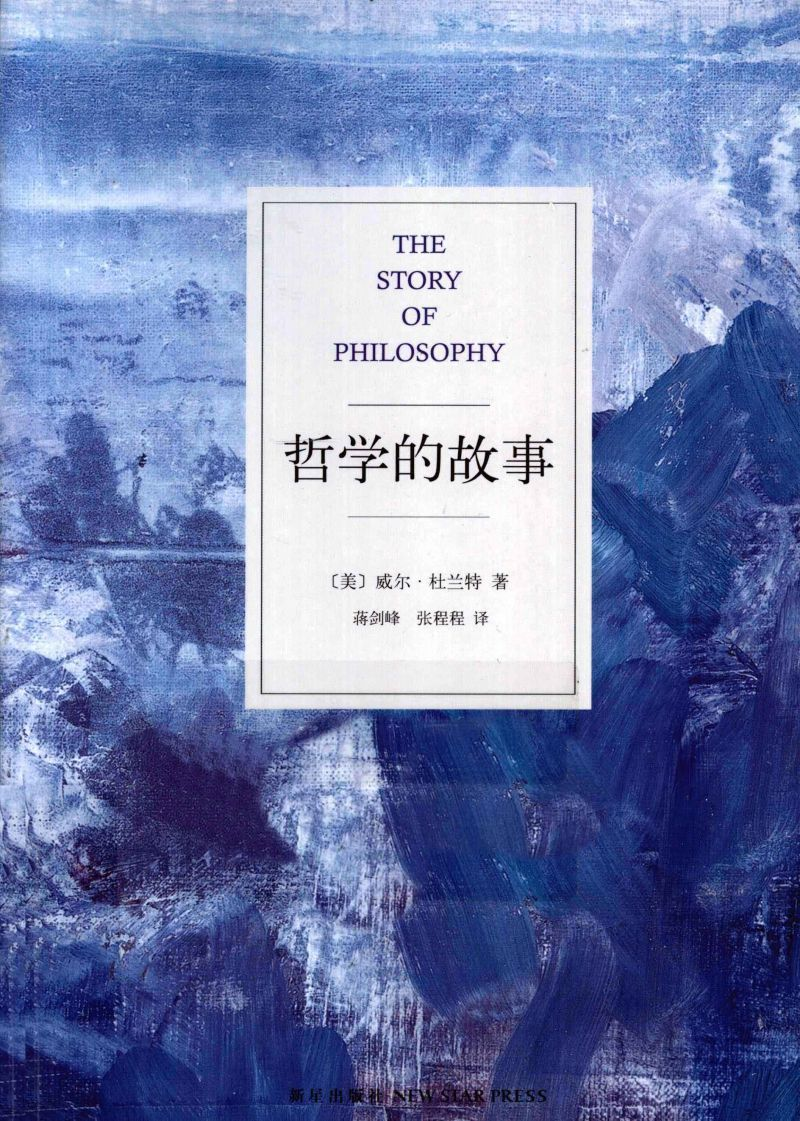 THE
STORY
OF
PHILOSOPHY
哲学的故事
〔美〕威尔·杜兰特 著
蒋剑峰 张程程 译
新星出版社 NEW STAR PRESS